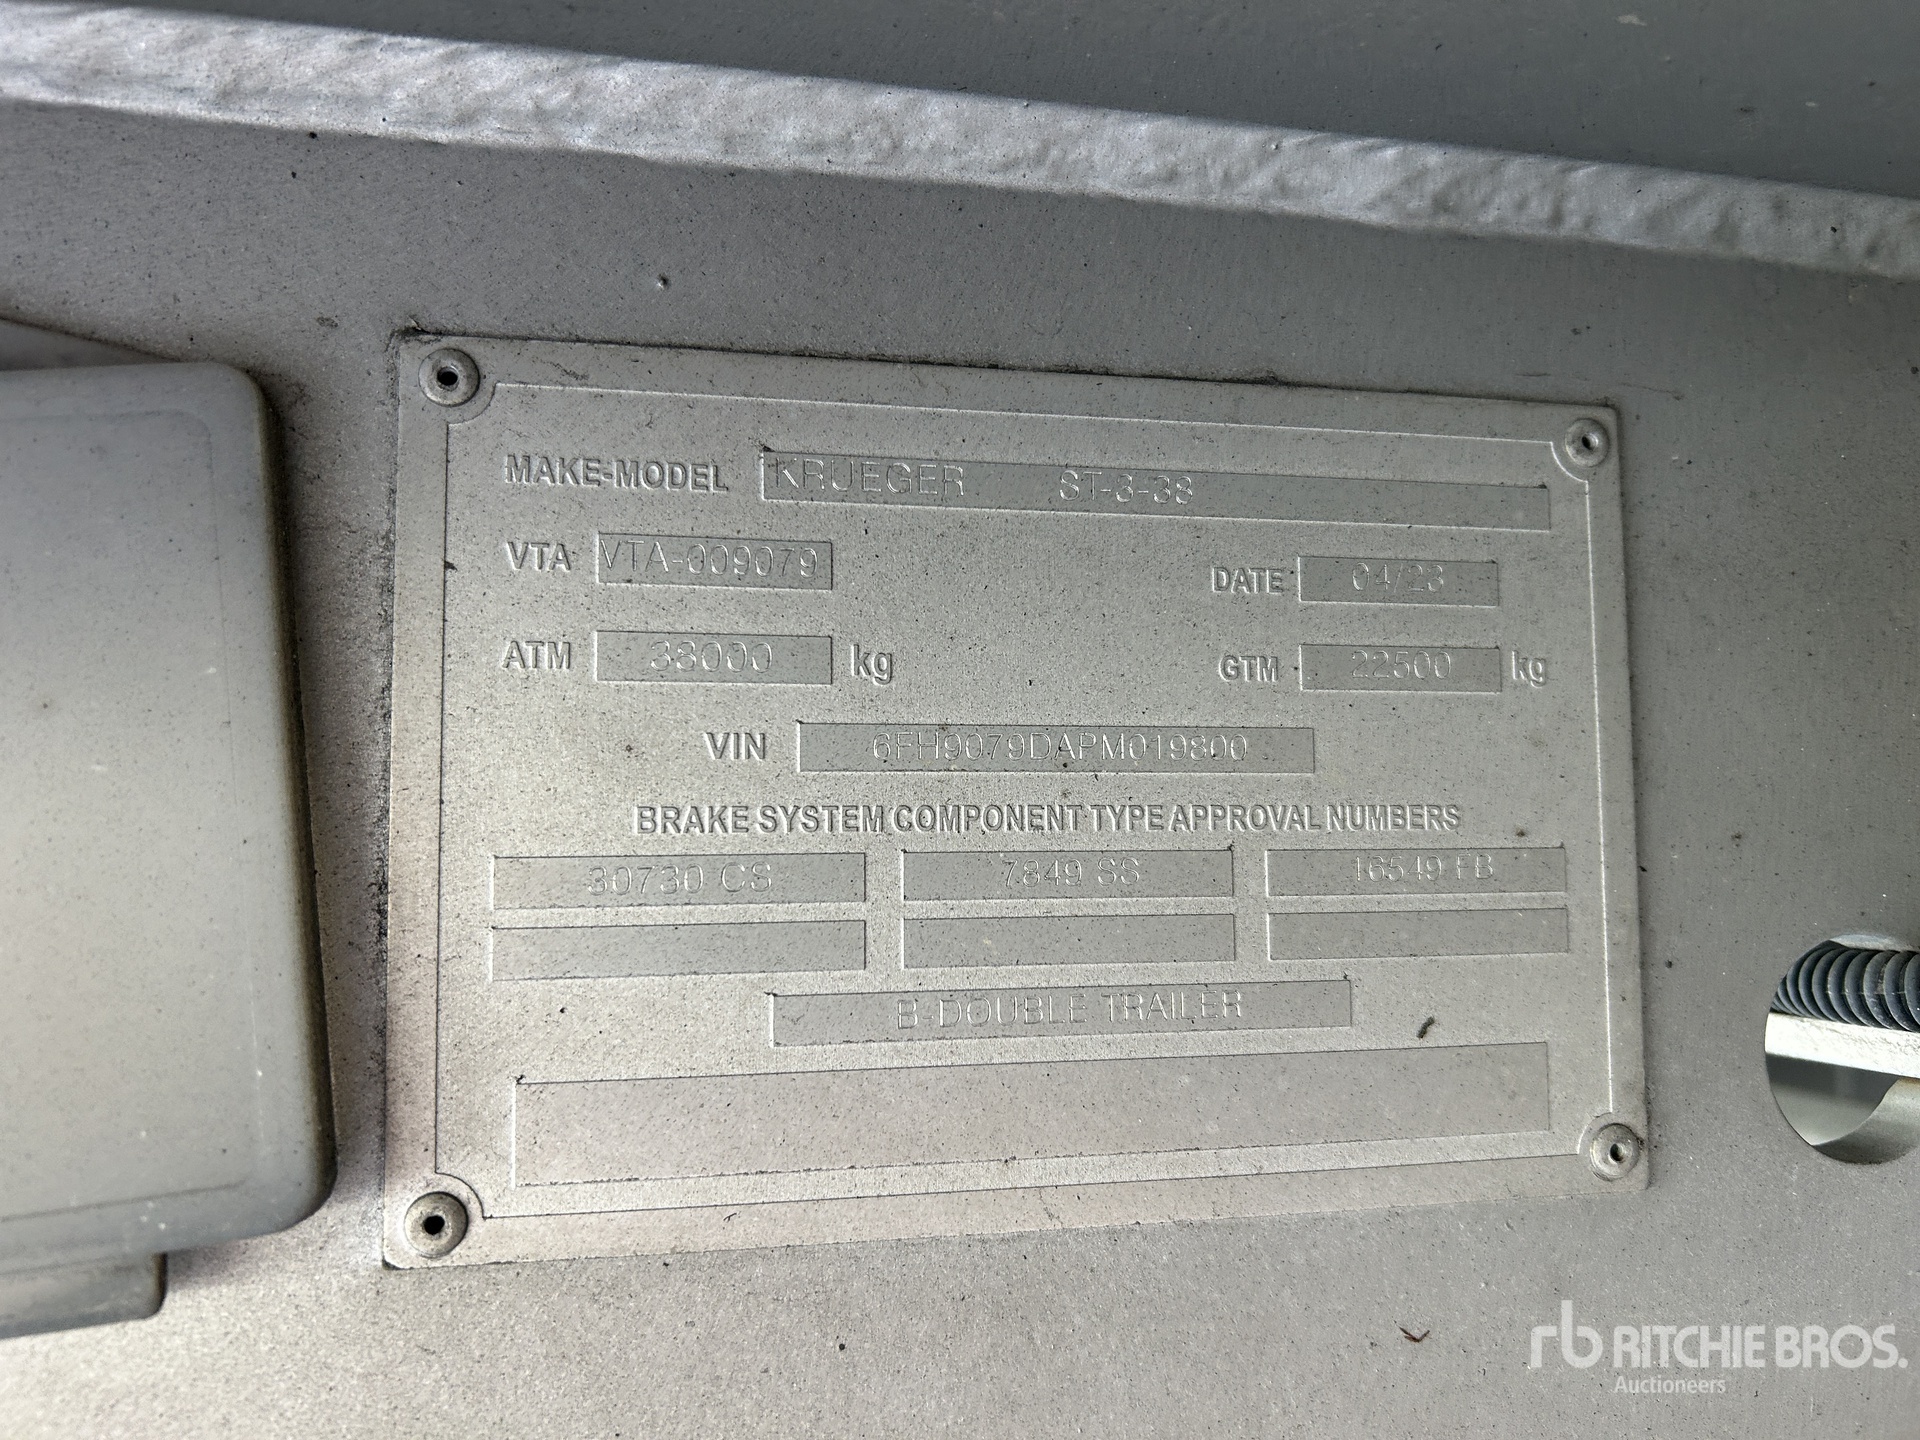 MAKE-MODEL KRUEGER ST-3-38
VTA VTA-009079 DATE 04/23
ATM 38000 kg GTM 22500 kg
VIN 6FH9079DAPM019800
BRAKE SYSTEM COMPONENT TYPE APPROVAL NUMBERS
30730 CS 7849 SS 16549 FB
B-DOUBLE TRAILER
rb RITCHIE BROS.
Auctioneers